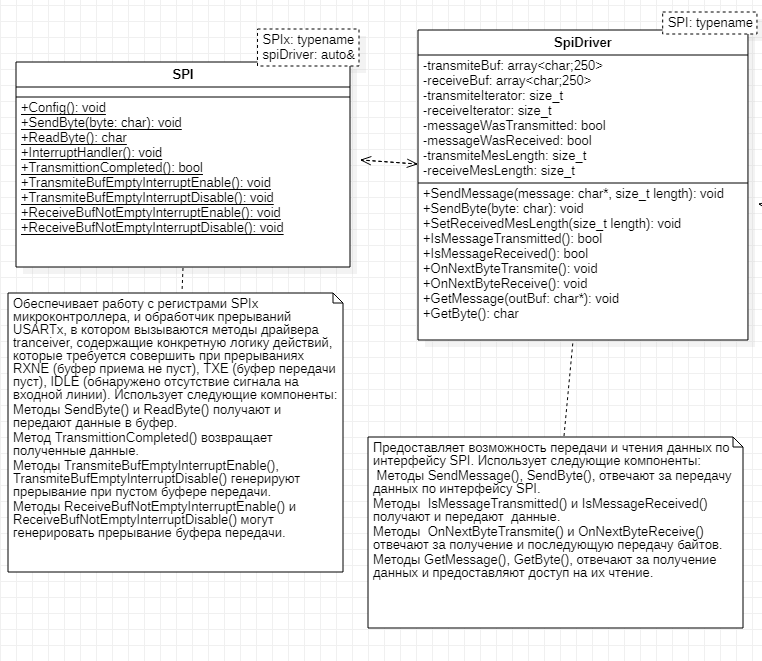 SPIx: typename
spiDriver: auto&
SPI
+Config(): void
+SendByte(byte: char): void
+ReadByte(): char
+InterruptHandler(): void
+TransmittionCompleted(): bool
+TransmiteBufEmptyInterruptEnable(): void
+TransmiteBufEmptyInterruptDisable(): void
+ReceiveBufNotEmptyInterruptEnable(): void
+ReceiveBufNotEmptyInterruptDisable(): void
SPI: typename
SpiDriver
-transmiteBuf: array<char;250>
-receiveBuf: array<char;250>
-transmiteIterator: size_t
-receiveIterator: size_t
-messageWasTransmitted: bool
-messageWasReceived: bool
-transmiteMesLength: size_t
-receiveMesLength: size_t
+SendMessage(message: char*, size_t length): void
+SendByte(byte: char): void
+SetReceivedMesLength(size_t length): void
+IsMessageTransmitted(): bool
+IsMessageReceived(): bool
+OnNextByteTransmite(): void
+OnNextByteReceive(): void
+GetMessage(outBuf: char*): void
+GetByte(): char
Обеспечивает работу с регистрами SPIx
микроконтроллера, и обработчик прерываний
USARTx, в котором вызываются методы драйвера
tranceiver, содержащие конкретную логику действий,
которые требуется совершить при прерываниях
RXNE (буфер приема не пуст), TXE (буфер передачи
пуст), IDLE (обнаружено отсутствие сигнала на
входной линии). Использует следующие компоненты:
Методы SendByte() и ReadByte() получают и
передают данные в буфер.
Метод TransmittionCompleted() возвращает
полученные данные.
Методы TransmiteBufEmptyInterruptEnable(),
TransmiteBufEmptyInterruptDisable() генерируют
прерывание при пустом буфере передачи.
Методы ReceiveBufNotEmptyInterruptEnable() и
ReceiveBufNotEmptyInterruptDisable() могут
генерировать прерывание буфера передачи.
Предоставляет возможность передачи и чтения данных по
интерфейсу SPI. Использует следующие компоненты:
Методы SendMessage(), SendByte(), отвечают за передачу
данных по интерфейсу SPI.
Методы IsMessageTransmitted() и IsMessageReceived()
получают и передают данные.
Методы OnNextByteTransmite() и OnNextByteReceive()
отвечают за получение и последующую передачу байтов.
Методы GetMessage(), GetByte(), отвечают за получение
данных и предоставляют доступ на их чтение.